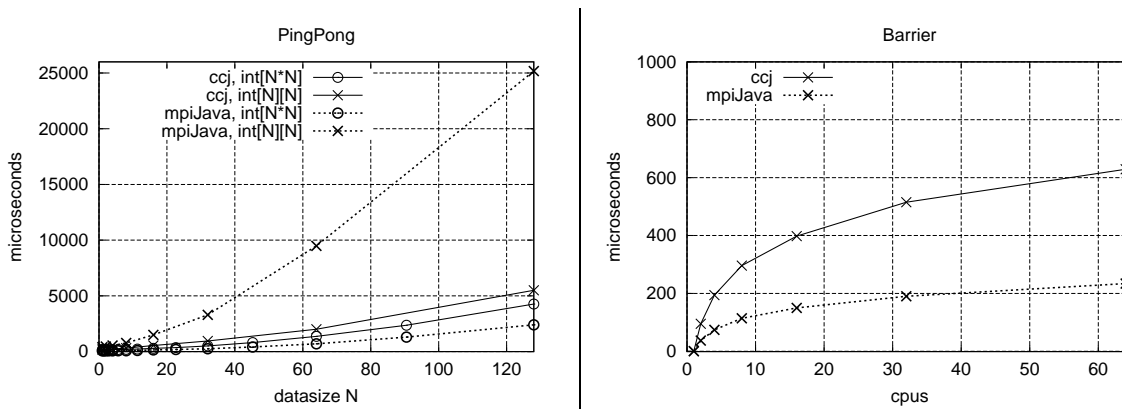 PingPong
25000
20000
15000
10000
5000
0
ccj, int[N*N]
ccj, int[N][N]
mpiJava, int[N*N]
mpiJava, int[N][N]
microseconds
0 20 40 60 80 100 120
datasize N
Barrier
1000
800
600
400
200
0
ccj
mpiJava
microseconds
0 10 20 30 40 50 60
cpus